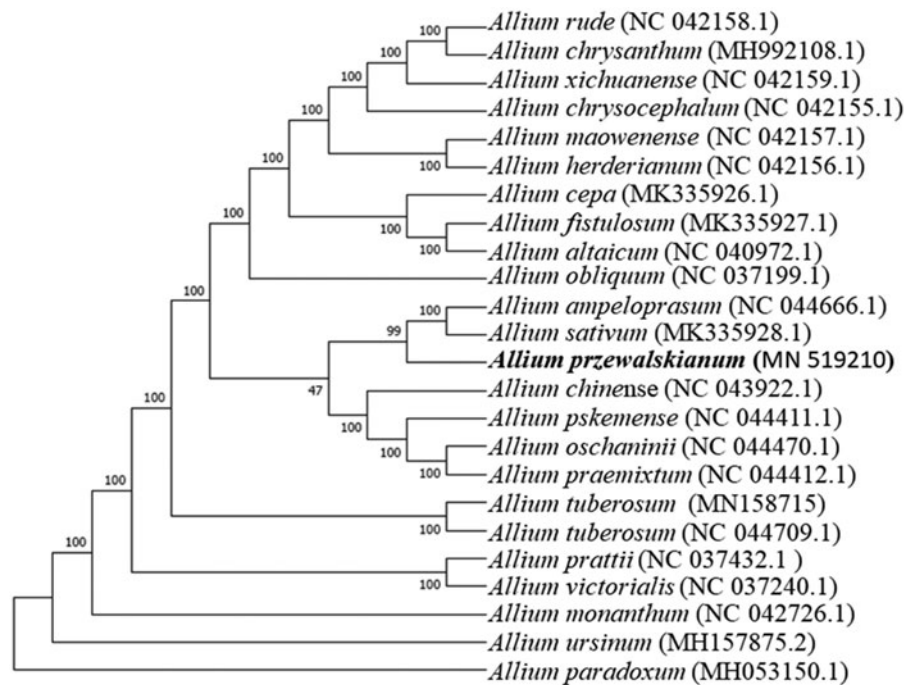 Allium rude (NC 042158.1)
100
Allium chrysanthum (MH992108.1)
100
Allium xichuanense (NC 042159.1)
100
Allium chrysocephalum (NC 042155.1)
100
Allium maowenense (NC 042157.1)
100
Allium herderianum (NC 042156.1)
100
100
Allium cepa (MK335926.1)
100
Allium fistulosum (MK335927.1)
100
Allium altaicum (NC 040972.1)
100
Allium obliquum (NC 037199.1)
100
Allium ampeloprasum (NC 044666.1)
100
Allium sativum (MK335928.1)
99
Allium przewalskianum (MN 519210)
47
Allium chinense (NC 043922.1)
100
Allium pskemense (NC 044411.1)
100
Allium oschaninii (NC 044470.1)
100
Allium praemixtum (NC 044412.1)
100
Allium tuberosum (MN158715)
100
Allium tuberosum (NC 044709.1)
100
Allium prattii (NC 037432.1 )
100
Allium victorialis (NC 037240.1)
100
Allium monanthum (NC 042726.1)
Allium ursinum (MH157875.2)
Allium paradoxum (MH053150.1)